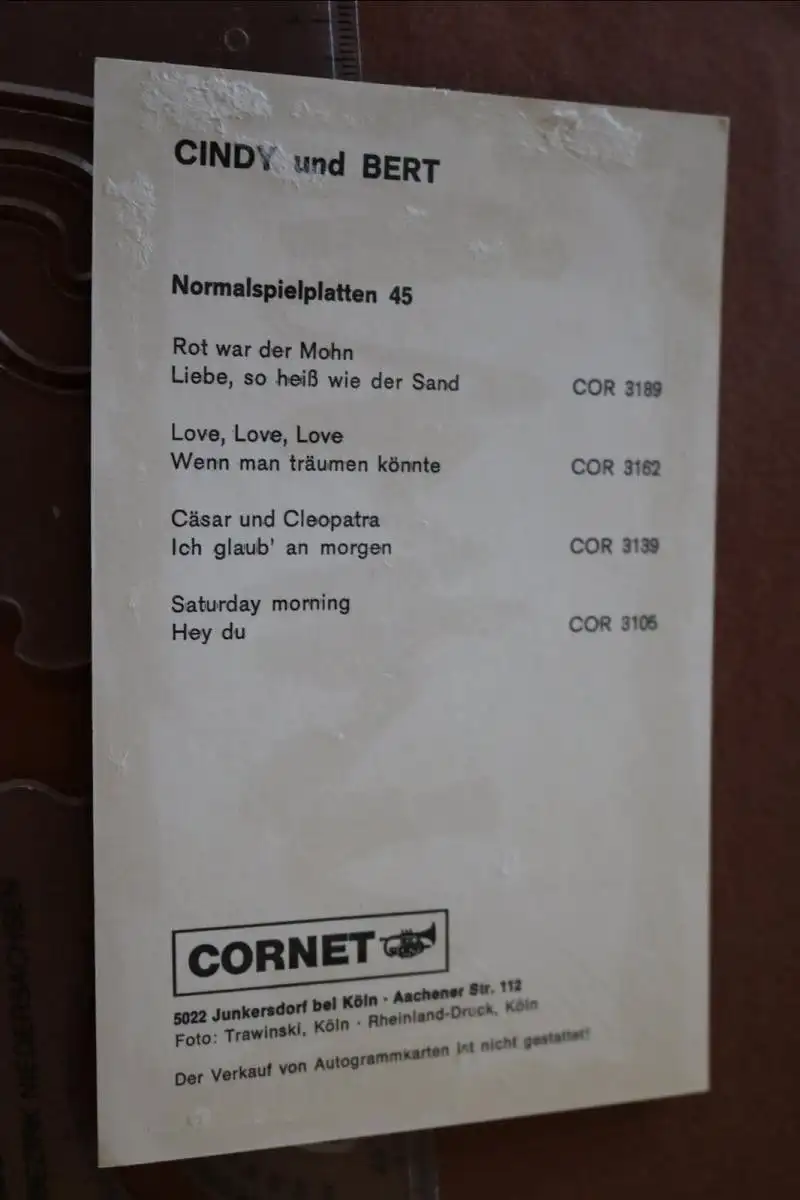 CINDY und BERT
Normalspielplatten 45
Rot war der Mohn
Liebe, so heiß wie der Sand COR 3189
Love, Love, Love
Wenn man träumen könnte COR 3162
Cäsar und Cleopatra
Ich glaub' an morgen COR 3139
Saturday morning
Hey du COR 3105
CORNET
5022 Junkersdorf bei Köln · Aachener Str. 112
Foto: Trawinski, Köln · Rheinland-Druck, Köln
Der Verkauf von Autogrammkarten ist nicht gestattet!
NIEDERSACHSEN